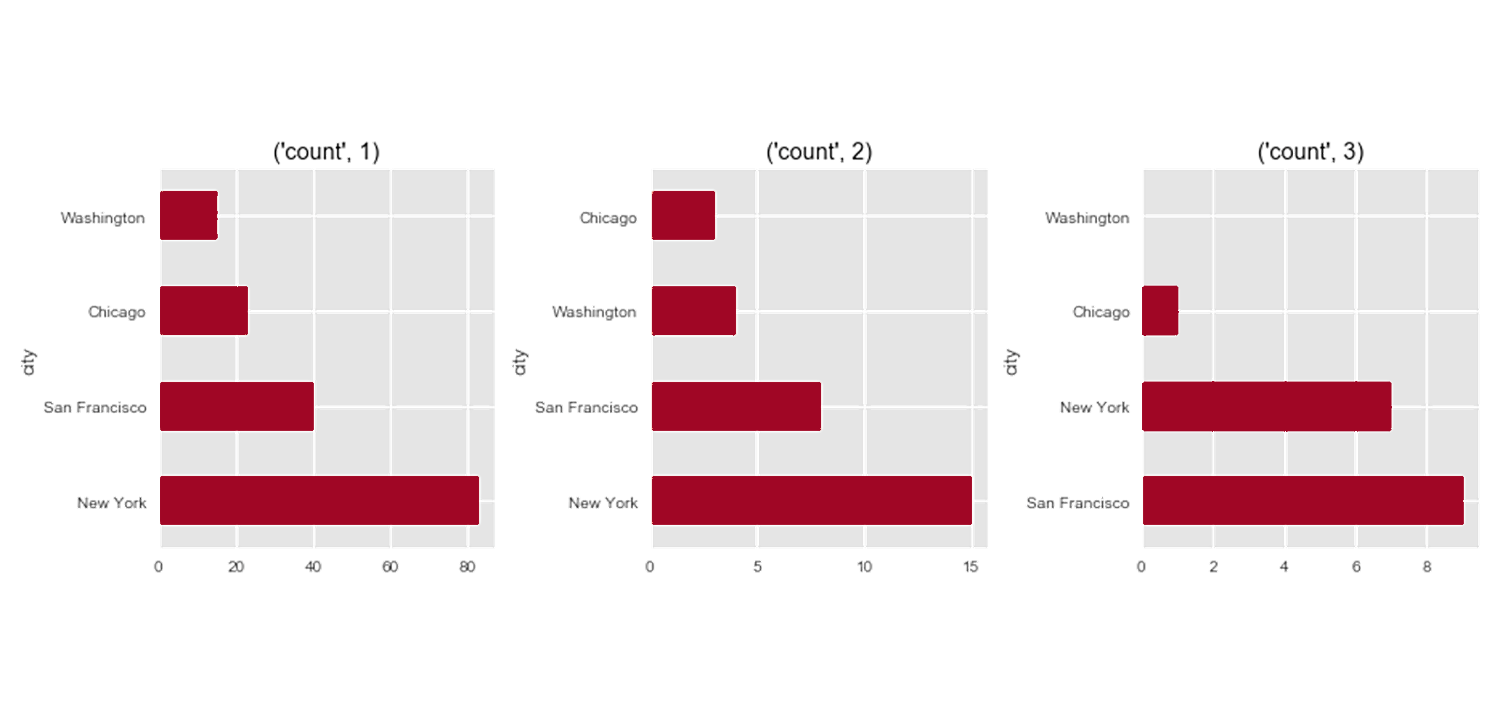 ('count', 1)
Washington
Chicago
San Francisco
New York
city
0 20 40 60 80
('count', 2)
Chicago
Washington
San Francisco
New York
city
0 5 10 15
('count', 3)
Washington
Chicago
New York
San Francisco
city
0 2 4 6 8